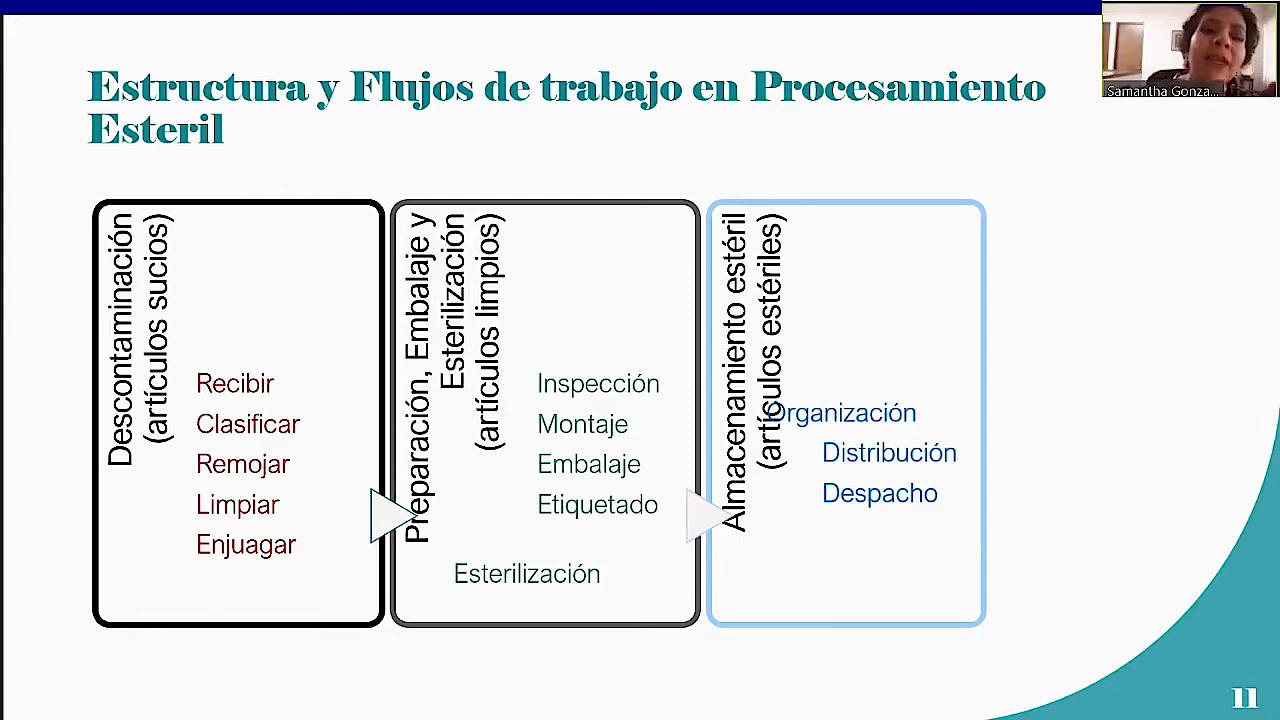 Estructura y Flujos de trabajo en Procesamiento
Esteril
Samantha Gonza...
Descontaminación
(artículos sucios)
Recibir
Clasificar
Remojar
Limpiar
Enjuagar
Preparación, Embalaje y
Esterilización
(artículos limpios)
Inspección
Montaje
Embalaje
Etiquetado
Esterilización
Almacenamiento estéril
(artículos estériles)
Organización
Distribución
Despacho
11